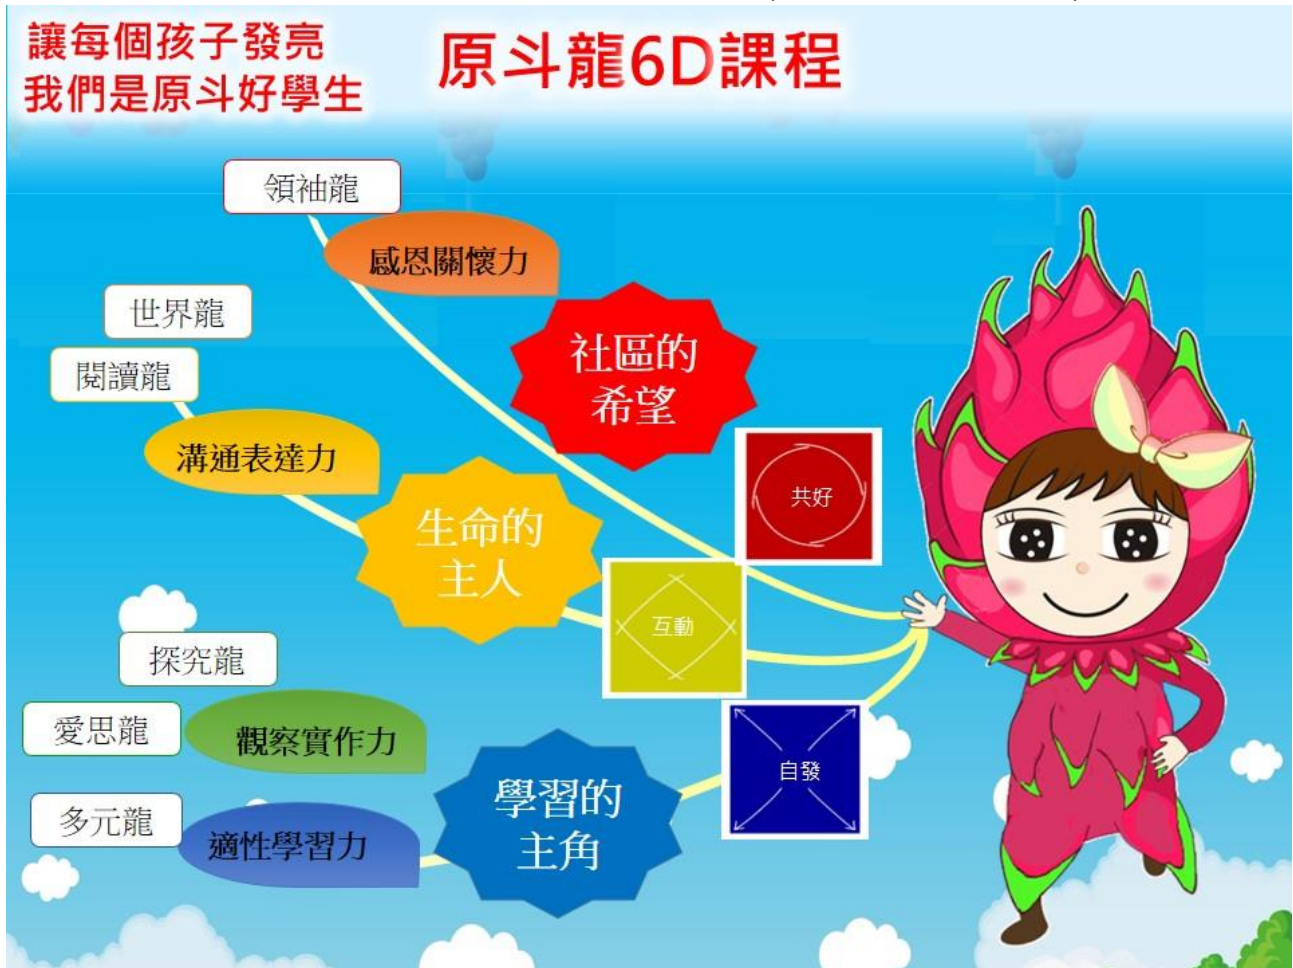 讓每個孩子發亮
我們是原斗好學生
原斗龍6D課程
領袖龍
感恩關懷力
社區的
希望
共好
世界龍
閱讀龍
溝通表達力
生命的
主人
互動
探究龍
愛思龍
觀察實作力
多元龍
適性學習力
學習的
主角
自發